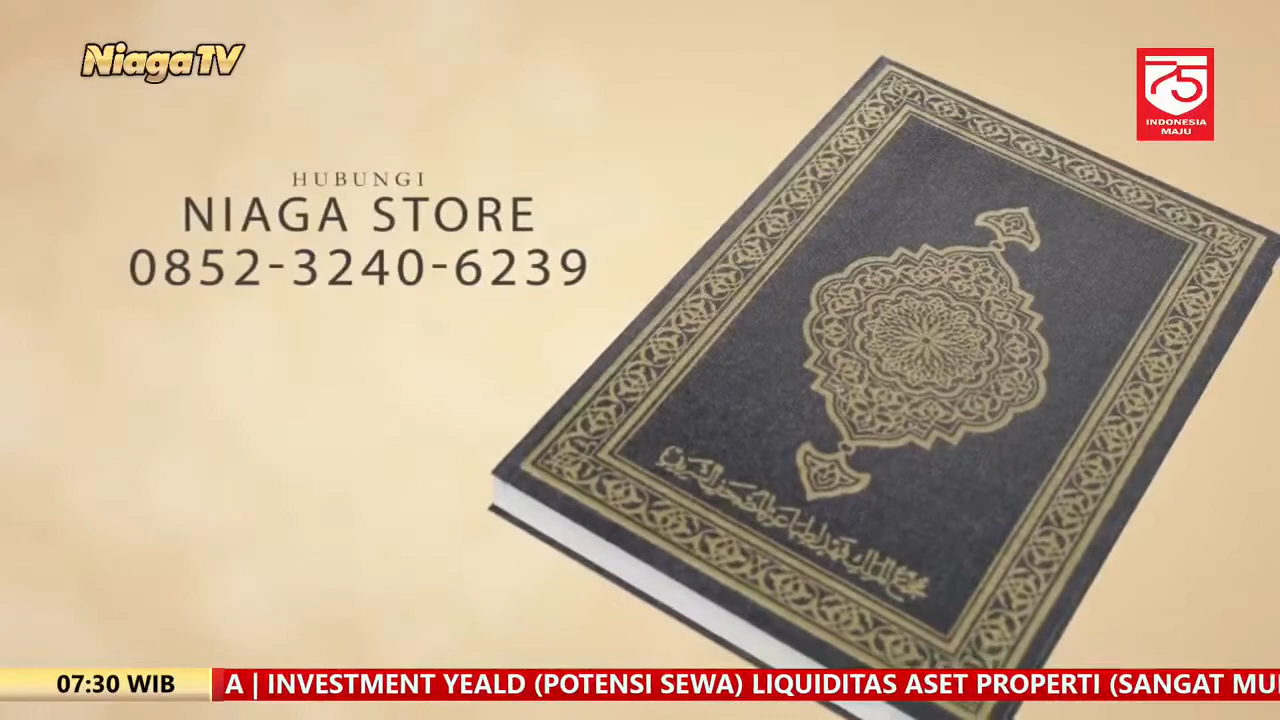 NiagaTV
75
INDONESIA
MAJU
HUBUNGI
NIAGA STORE
0852-3240-6239
07:30 WIB
A | INVESTMENT YEALD (POTENSI SEWA) LIQUIDITAS ASET PROPERTI (SANGAT MU